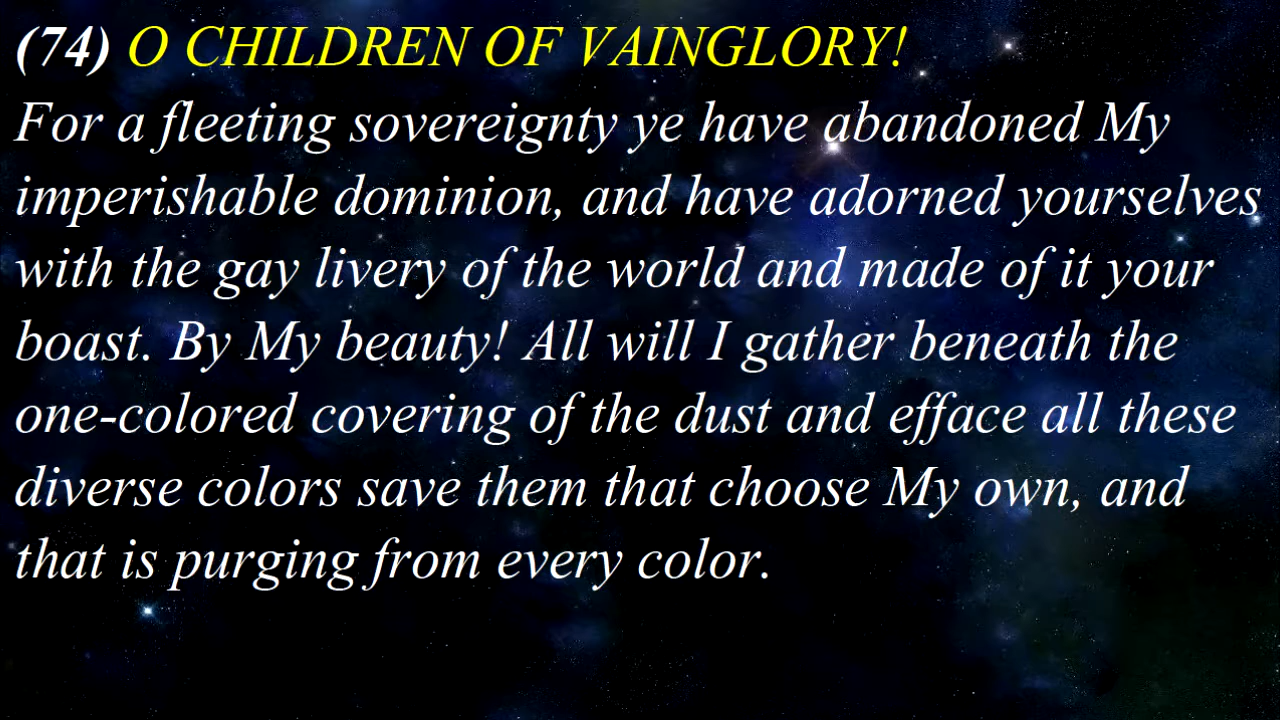 (74) O CHILDREN OF VAINGLORY!
For a fleeting sovereignty ye have abandoned My
imperishable dominion, and have adorned yourselves
with the gay livery of the world and made of it your
boast. By My beauty! All will I gather beneath the
one-colored covering of the dust and efface all these
diverse colors save them that choose My own, and
that is purging from every color.